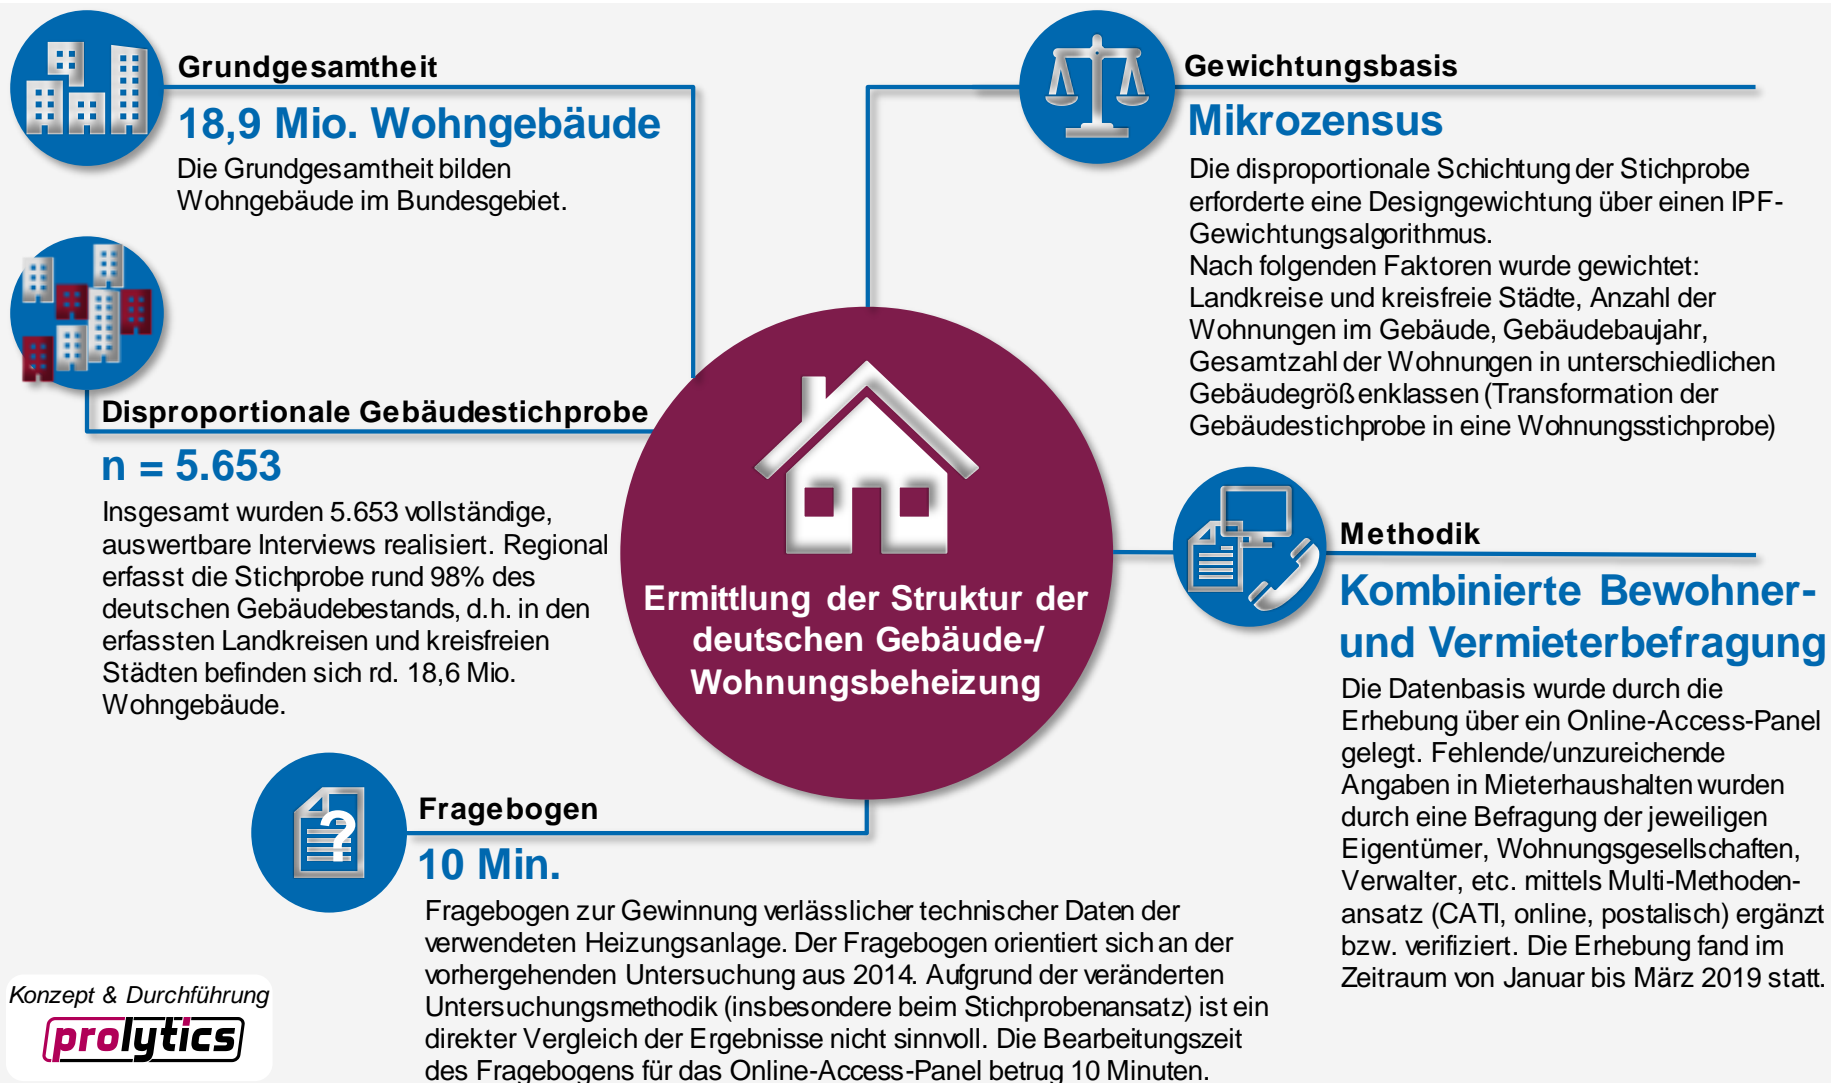 Grundgesamtheit
18,9 Mio. Wohngebäude
Die Grundgesamtheit bilden
Wohngebäude im Bundesgebiet.
Disproportionale Gebäudestichprobe
n = 5.653
Insgesamt wurden 5.653 vollständige,
auswertbare Interviews realisiert. Regional
erfasst die Stichprobe rund 98% des
deutschen Gebäudebestands, d.h. in den
erfassten Landkreisen und kreisfreien
Städten befinden sich rd. 18,6 Mio.
Wohngebäude.
Gewichtungsbasis
Mikrozensus
Die disproportionale Schichtung der Stichprobe
erforderte eine Designgewichtung über einen IPF-
Gewichtungsalgorithmus.
Nach folgenden Faktoren wurde gewichtet:
Landkreise und kreisfreie Städte, Anzahl der
Wohnungen im Gebäude, Gebäudebaujahr,
Gesamtzahl der Wohnungen in unterschiedlichen
Gebäudegrößenklassen (Transformation der
Gebäudestichprobe in eine Wohnungsstichprobe)
Ermittlung der Struktur der
deutschen Gebäude-/
Wohnungsbeheizung
Methodik
Kombinierte Bewohner-
und Vermieterbefragung
Die Datenbasis wurde durch die
Erhebung über ein Online-Access-Panel
gelegt. Fehlende/unzureichende
Angaben in Mieterhaushalten wurden
durch eine Befragung der jeweiligen
Eigentümer, Wohnungsgesellschaften,
Verwalter, etc. mittels Multi-Methoden-
ansatz (CATI, online, postalisch) ergänzt
bzw. verifiziert. Die Erhebung fand im
Zeitraum von Januar bis März 2019 statt.
?
Fragebogen
10 Min.
Fragebogen zur Gewinnung verlässlicher technischer Daten der
verwendeten Heizungsanlage. Der Fragebogen orientiert sich an der
vorhergehenden Untersuchung aus 2014. Aufgrund der veränderten
Untersuchungsmethodik (insbesondere beim Stichprobenansatz) ist ein
direkter Vergleich der Ergebnisse nicht sinnvoll. Die Bearbeitungszeit
des Fragebogens für das Online-Access-Panel betrug 10 Minuten.
Konzept & Durchführung
prolytics